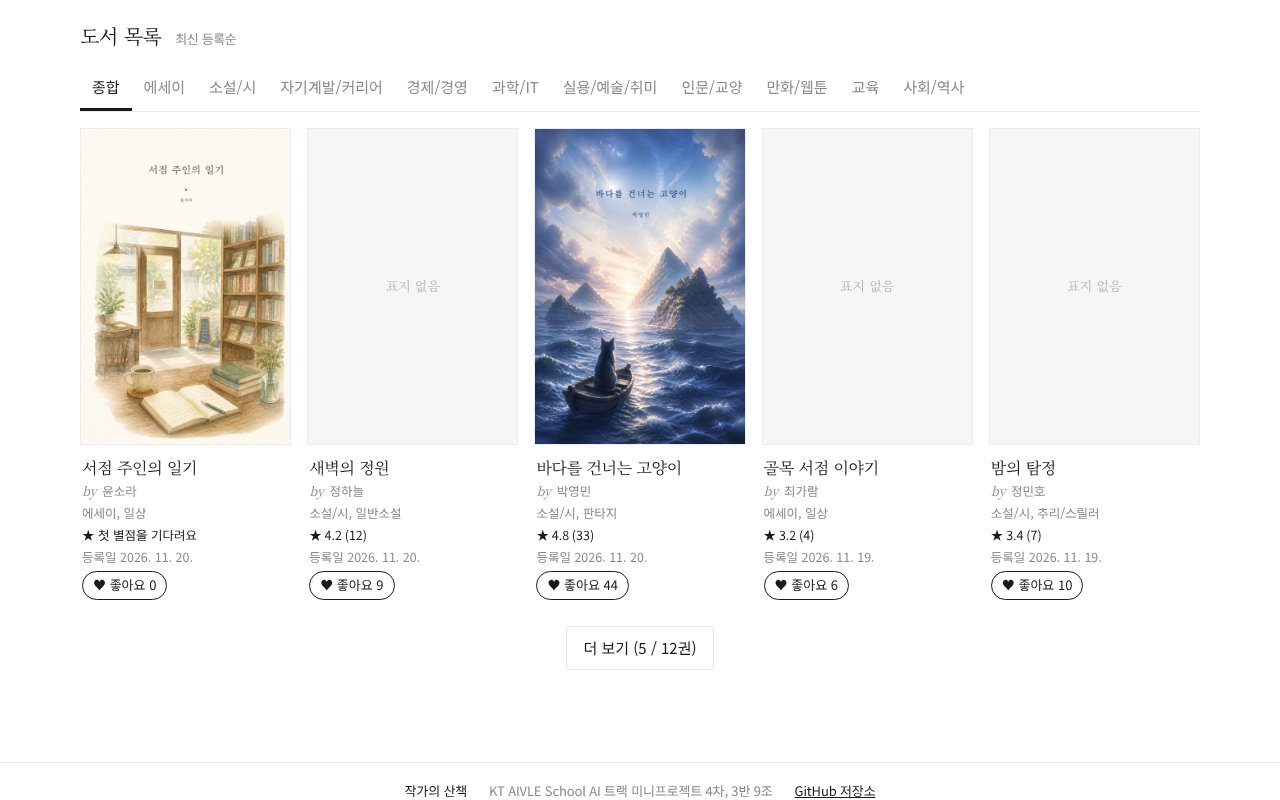 도서 목록 최신 등록순
종합 에세이 소설/시 자기계발/커리어 경제/경영 과학/IT 실용/예술/취미 인문/교양 만화/웹툰 교육 사회/역사
서점 주인의 일기
윤소라
표지 없음
바다를 건너는 고양이
박영민
표지 없음
표지 없음
서점 주인의 일기
by 윤소라
에세이, 일상
★ 첫 별점을 기다려요
등록일 2026. 11. 20.
♥ 좋아요 0
새벽의 정원
by 정하늘
소설/시, 일반소설
★ 4.2 (12)
등록일 2026. 11. 20.
♥ 좋아요 9
바다를 건너는 고양이
by 박영민
소설/시, 판타지
★ 4.8 (33)
등록일 2026. 11. 20.
♥ 좋아요 44
골목 서점 이야기
by 최가람
에세이, 일상
★ 3.2 (4)
등록일 2026. 11. 19.
♥ 좋아요 6
밤의 탐정
by 정민호
소설/시, 추리/스릴러
★ 3.4 (7)
등록일 2026. 11. 19.
♥ 좋아요 10
더 보기 (5 / 12권)
작가의 산책 KT AIVLE School AI 트랙 미니프로젝트 4차, 3반 9조 GitHub 저장소